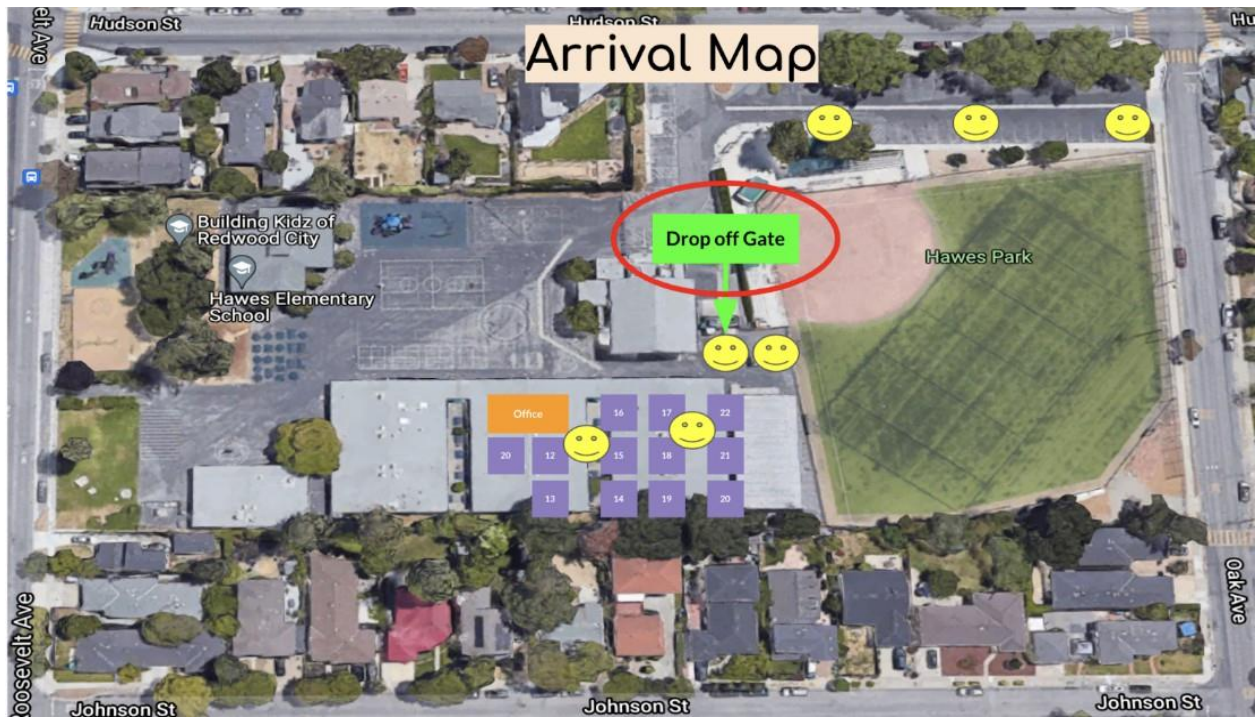 Hudson St
Hudson St
Hu
elt Ave
Arrival Map
Building Kidz of
Redwood City
Hawes Elementary
School
Drop off Gate
Hawes Park
Office
16
17
22
20
12
15
18
21
13
14
19
20
Roosevelt Ave
Oak Ave
Johnson St
Johnson St
Johnson St